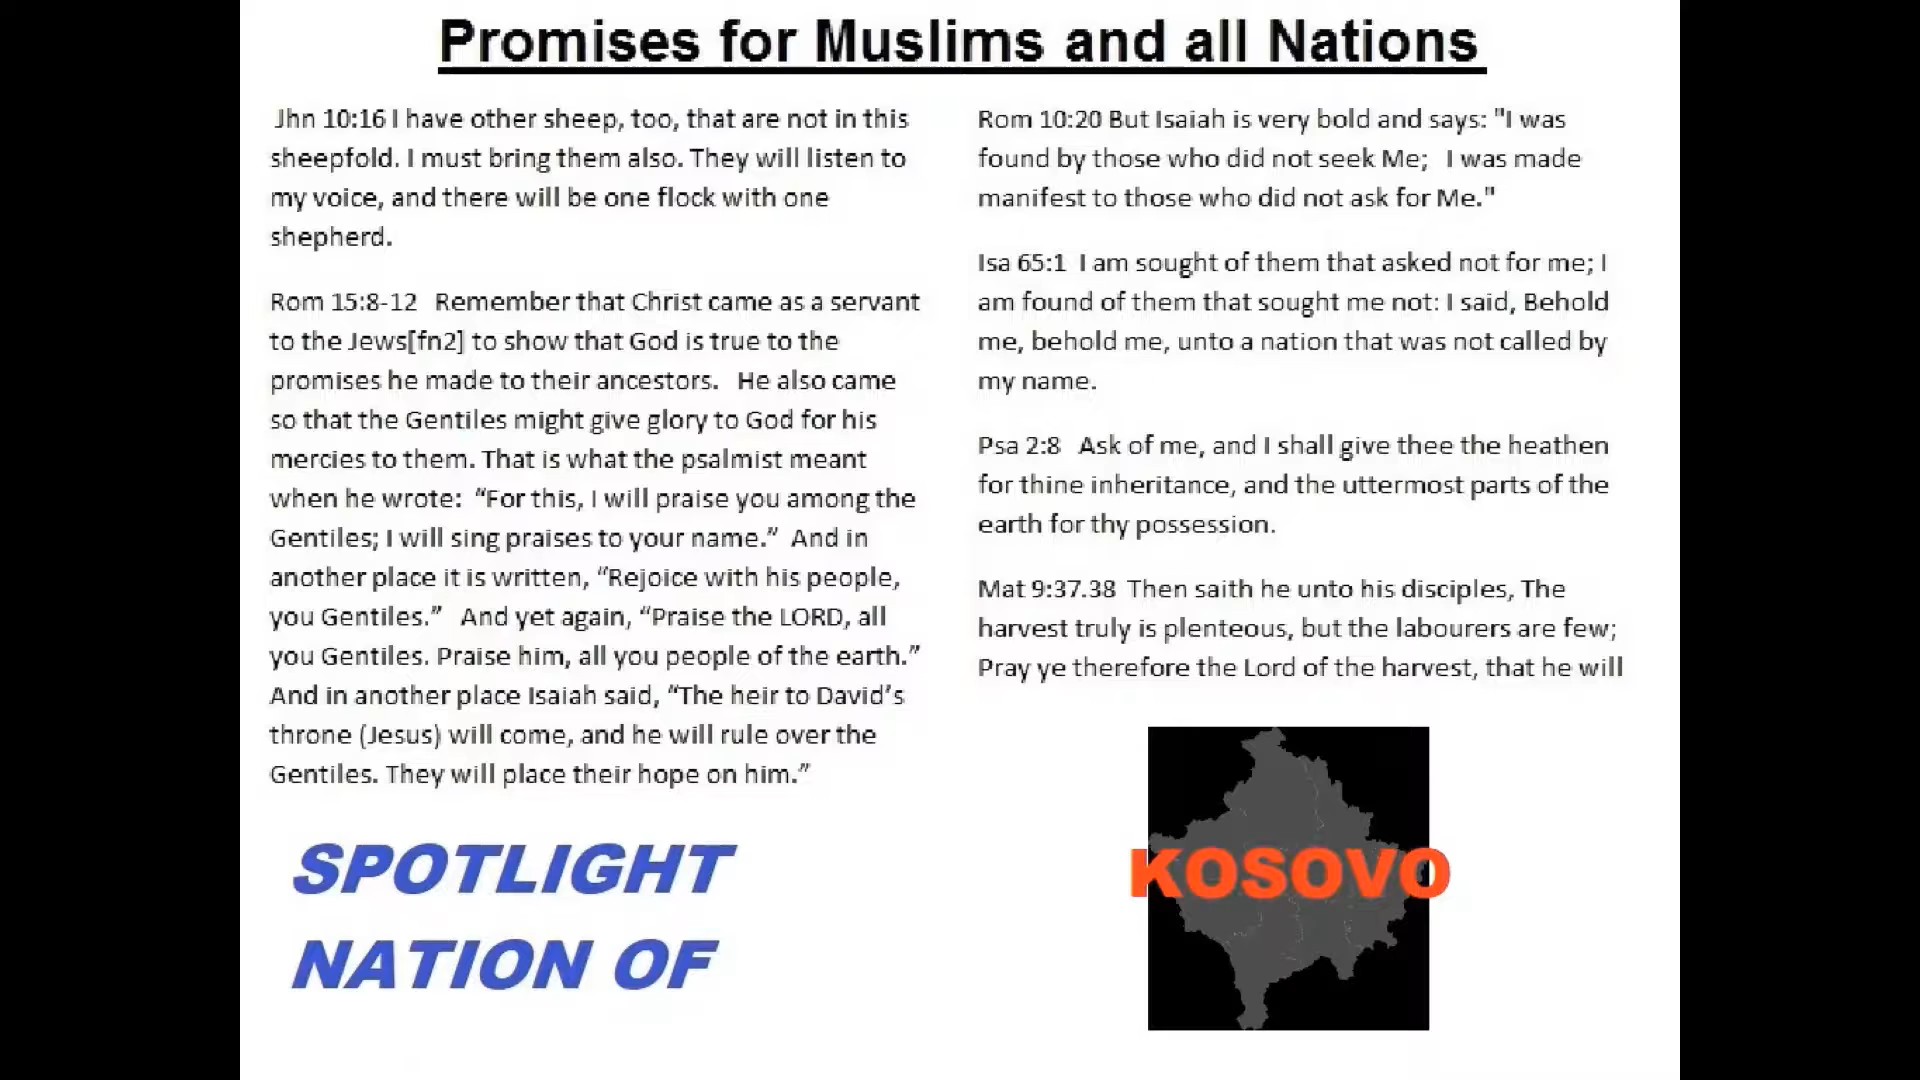 Promises for Muslims and all Nations
Jhn 10:16 I have other sheep, too, that are not in this
sheepfold. I must bring them also. They will listen to
my voice, and there will be one flock with one
shepherd.
Rom 15:8-12 Remember that Christ came as a servant
to the Jews[fn2] to show that God is true to the
promises he made to their ancestors. He also came
so that the Gentiles might give glory to God for his
mercies to them. That is what the psalmist meant
when he wrote: “For this, I will praise you among the
Gentiles; I will sing praises to your name.” And in
another place it is written, “Rejoice with his people,
you Gentiles.” And yet again, “Praise the LORD, all
you Gentiles. Praise him, all you people of the earth.”
And in another place Isaiah said, “The heir to David’s
throne (Jesus) will come, and he will rule over the
Gentiles. They will place their hope on him.”
Rom 10:20 But Isaiah is very bold and says: "I was
found by those who did not seek Me; I was made
manifest to those who did not ask for Me."
Isa 65:1 I am sought of them that asked not for me; I
am found of them that sought me not: I said, Behold
me, behold me, unto a nation that was not called by
my name.
Psa 2:8 Ask of me, and I shall give thee the heathen
for thine inheritance, and the uttermost parts of the
earth for thy possession.
Mat 9:37.38 Then saith he unto his disciples, The
harvest truly is plenteous, but the labourers are few;
Pray ye therefore the Lord of the harvest, that he will
SPOTLIGHT
NATION OF
KOSOVO